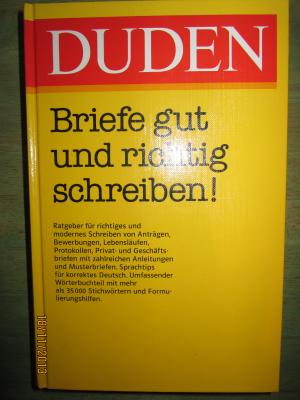 DUDEN
Briefe gut
und richtig
schreiben!
Ratgeber für richtiges und
modernes Schreiben von Anträgen,
Bewerbungen, Lebensläufen,
Protokollen, Privat- und Geschäfts-
briefen mit zahlreichen Anleitungen
und Musterbriefen. Sprachtips
für korrektes Deutsch. Umfassender
Wörterbuchteil mit mehr
als 35 000 Stichwörtern und Formu-
lierungshilfen.